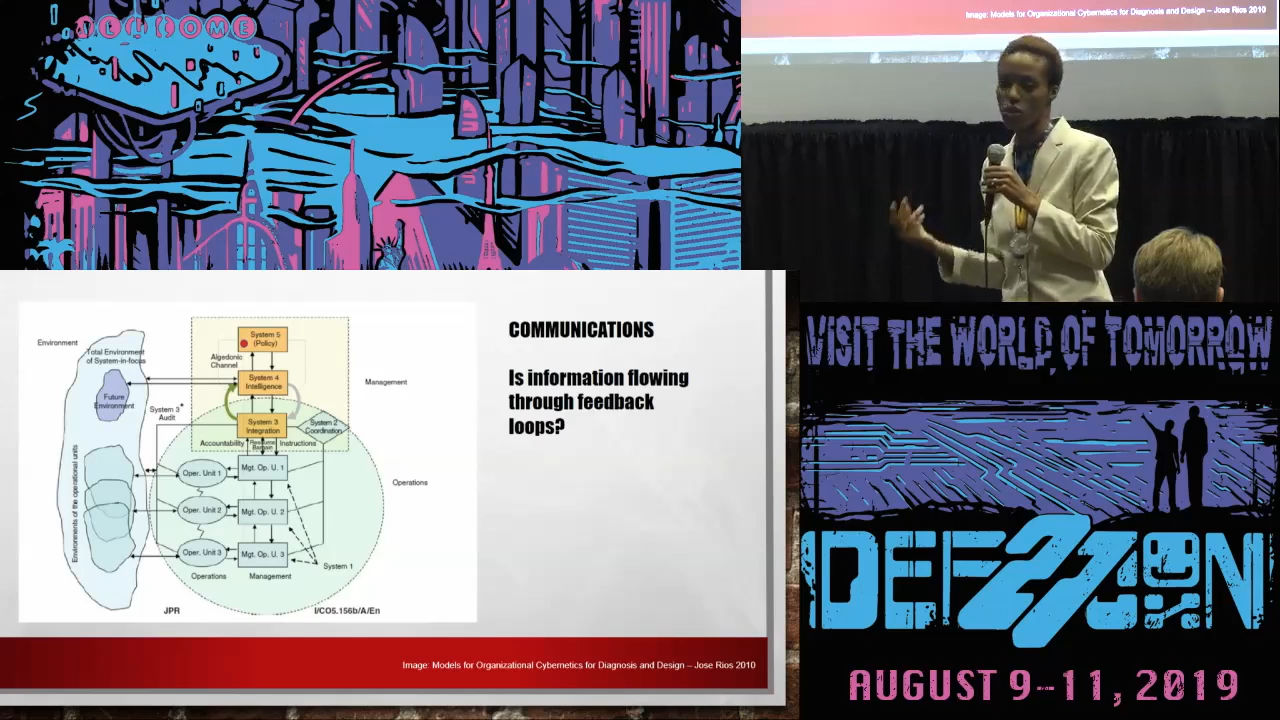 WELCOME
Image: Models for Organizational Cybernetics for Diagnosis and Design – Jose Rios 2010
Environment
Total Environment
of System-in-focus
Future
Environment
Environments of the operational units
System 5
(Policy)
Algedonic
Channel
System 4
Intelligence
Management
System 3*
Audit
System 3
Integration
System 2
Coordination
Accountability
Resource
Bargain
Instructions
Oper. Unit 1
Mgt. Op. U. 1
Operations
Oper. Unit 2
Mgt. Op. U. 2
Oper. Unit 3
Mgt. Op. U. 3
System 1
Operations
Management
JPR
I/CO5.156b/A/En
COMMUNICATIONS
Is information flowing
through feedback
loops?
Image: Models for Organizational Cybernetics for Diagnosis and Design – Jose Rios 2010
VISIT THE WORLD OF TOMORROW
DEF27CON
AUGUST 9–11, 2019